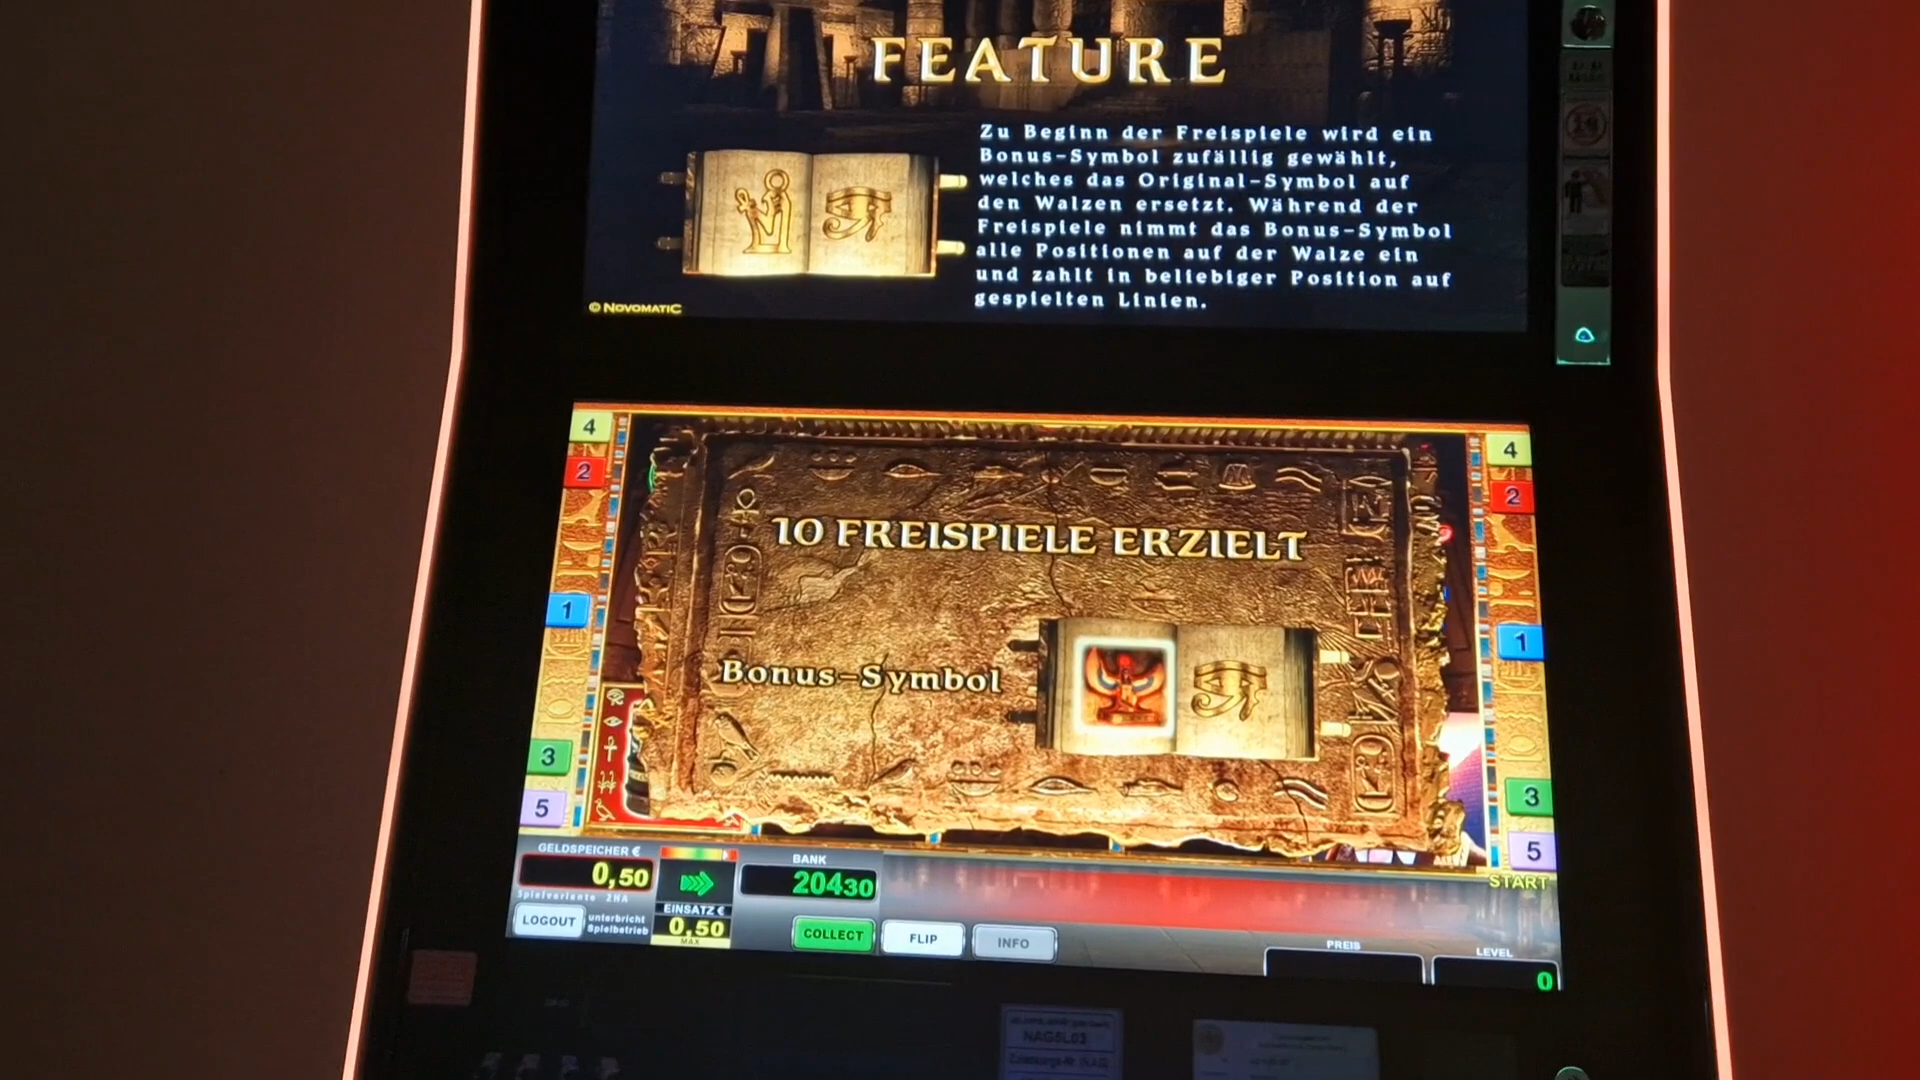 FEATURE
Zu Beginn der Freispiele wird ein
Bonus-Symbol zufällig gewählt,
welches das Original-Symbol auf
den Walzen ersetzt. Während der
Freispiele nimmt das Bonus-Symbol
alle Positionen auf der Walze ein
und zahlt in beliebiger Position auf
gespielten Linien.
© NOVOMATIC
4
4
2
2
10 FREISPIELE ERZIELT
1
1
Bonus-Symbol
3
3
5
5
GELDSPEICHER €
0,50
Spielvariente 2HA
BANK
20430
START
LOGOUT
unterbricht
Spielbetrieb
EINSATZ €
0,50
MAX
COLLECT
FLIP
INFO
PREIS
LEVEL
0